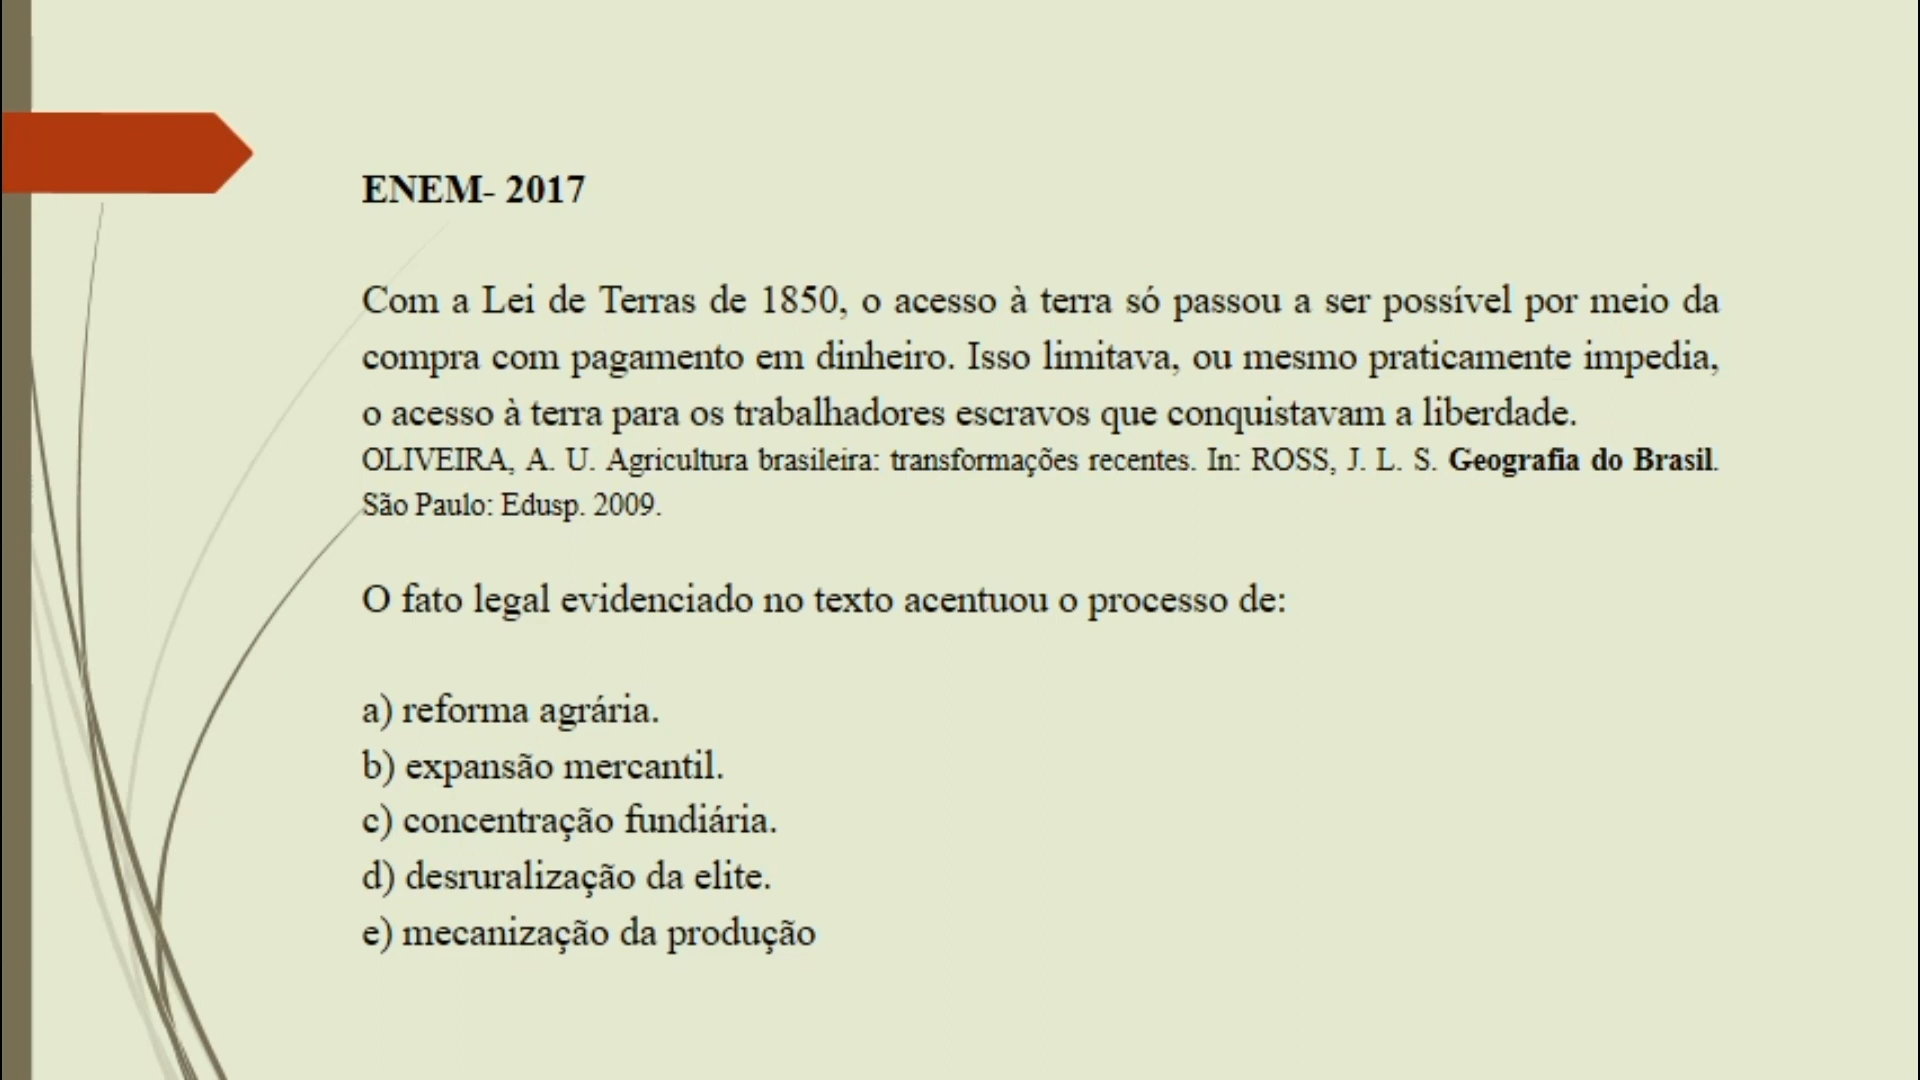 ENEM- 2017
Com a Lei de Terras de 1850, o acesso à terra só passou a ser possível por meio da
compra com pagamento em dinheiro. Isso limitava, ou mesmo praticamente impedia,
o acesso à terra para os trabalhadores escravos que conquistavam a liberdade.
OLIVEIRA, A. U. Agricultura brasileira: transformações recentes. In: ROSS, J. L. S. Geografia do Brasil.
São Paulo: Edusp. 2009.
O fato legal evidenciado no texto acentuou o processo de:
a) reforma agrária.
b) expansão mercantil.
c) concentração fundiária.
d) desruralização da elite.
e) mecanização da produção